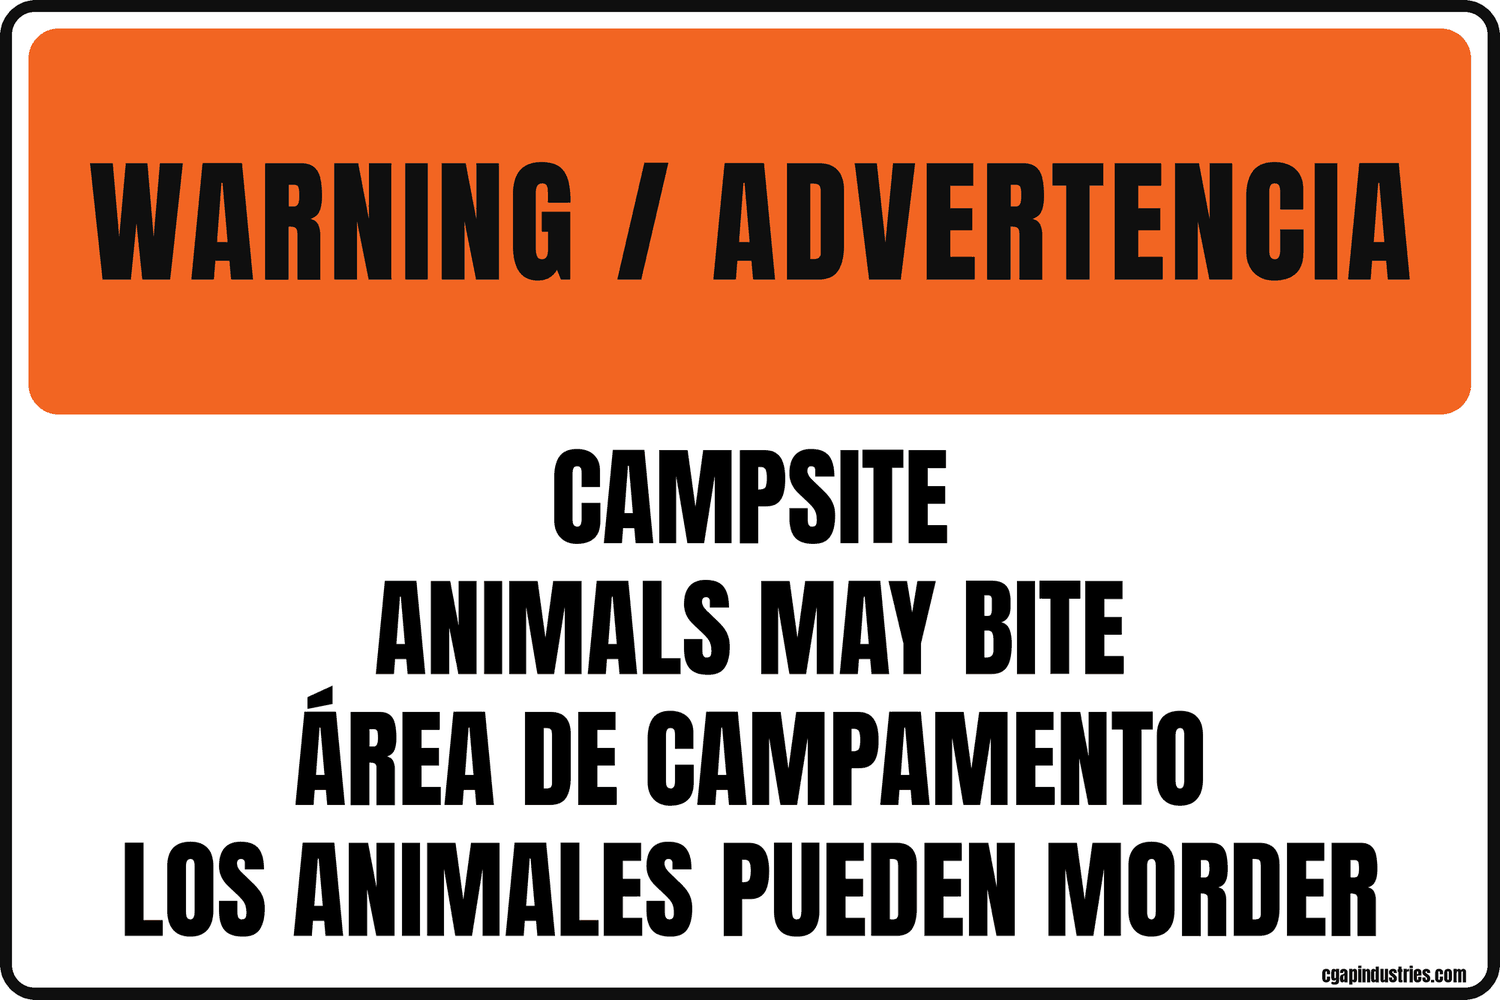 WARNING / ADVERTENCIA
CAMPSITE
ANIMALS MAY BITE
ÁREA DE CAMPAMENTO
LOS ANIMALES PUEDEN MORDER
cgapindustries.com